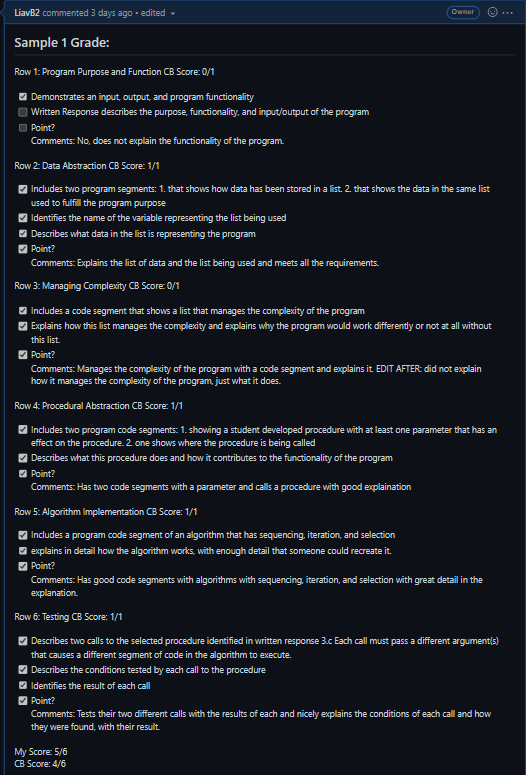 LiavB2 commented 3 days ago • edited
Owner
Sample 1 Grade:
Row 1: Program Purpose and Function CB Score: 0/1
Demonstrates an input, output, and program functionality
Written Response describes the purpose, functionality, and input/output of the program
Point?
Comments: No, does not explain the functionality of the program.
Row 2: Data Abstraction CB Score: 1/1
Includes two program segments: 1. that shows how data has been stored in a list. 2. that shows the data in the same list
used to fulfill the program purpose
Identifies the name of the variable representing the list being used
Describes what data in the list is representing the program
Point?
Comments: Explains the list of data and the list being used and meets all the requirements.
Row 3: Managing Complexity CB Score: 0/1
Includes a code segment that shows a list that manages the complexity of the program
Explains how this list manages the complexity and explains why the program would work differently or not at all without
this list.
Point?
Comments: Manages the complexity of the program with a code segment and explains it. EDIT AFTER: did not explain
how it manages the complexity of the program, just what it does.
Row 4: Procedural Abstraction CB Score: 1/1
Includes two program code segments: 1. showing a student developed procedure with at least one parameter that has an
effect on the procedure. 2. one shows where the procedure is being called
Describes what this procedure does and how it contributes to the functionality of the program
Point?
Comments: Has two code segments with a parameter and calls a procedure with good explaination
Row 5: Algorithm Implementation CB Score: 1/1
Includes a program code segment of an algorithm that has sequencing, iteration, and selection
explains in detail how the algorithm works, with enough detail that someone could recreate it.
Point?
Comments: Has good code segments with algorithms with sequencing, iteration, and selection with great detail in the
explanation.
Row 6: Testing CB Score: 1/1
Describes two calls to the selected procedure identified in written response 3.c Each call must pass a different argument(s)
that causes a different segment of code in the algorithm to execute.
Describes the conditions tested by each call to the procedure
Identifies the result of each call
Point?
Comments: Tests their two different calls with the results of each and nicely explains the conditions of each call and how
they were found, with their result.
My Score: 5/6
CB Score: 4/6